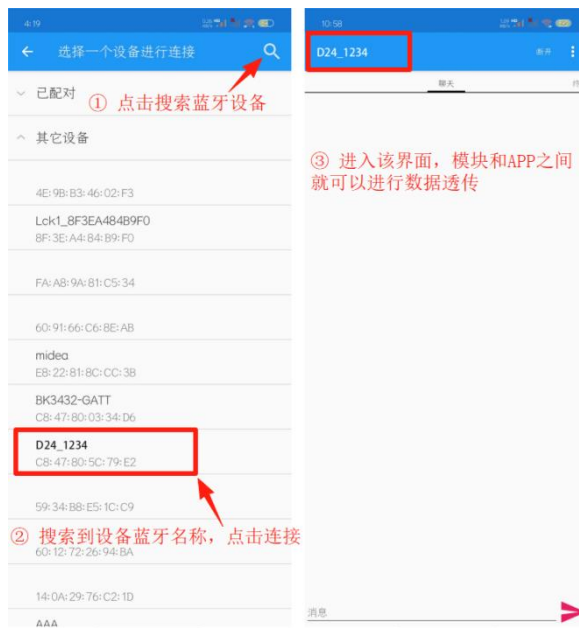 4:19
选择一个设备进行连接
已配对
① 点击搜索蓝牙设备
其它设备
4E:9B:B3:46:02:F3
Lck1_8F3EA484B9F0
8F:3E:A4:84:B9:F0
FA:A8:9A:81:C5:34
60:91:66:C6:8E:AB
midea
E8:22:81:8C:CC:3B
BK3432-GATT
C8:47:80:03:34:D6
D24_1234
C8:47:80:5C:79:E2
59:34:B8:E5:1C:C9
② 搜索到设备蓝牙名称，点击连接
60:12:72:26:94:BA
14:0A:29:76:C2:1D
AAA
10:58
D24_1234
断开
聊天
③ 进入该界面，模块和APP之间
就可以进行数据透传
消息